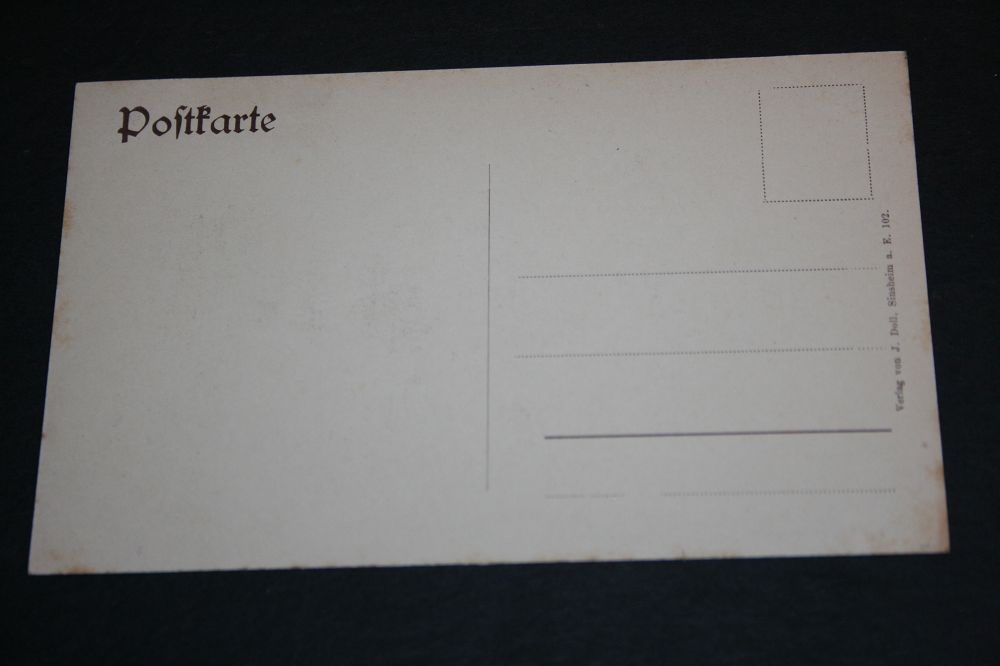 Poſtkarte
Verlag von J. Doll, Sinsheim a. E. 102.